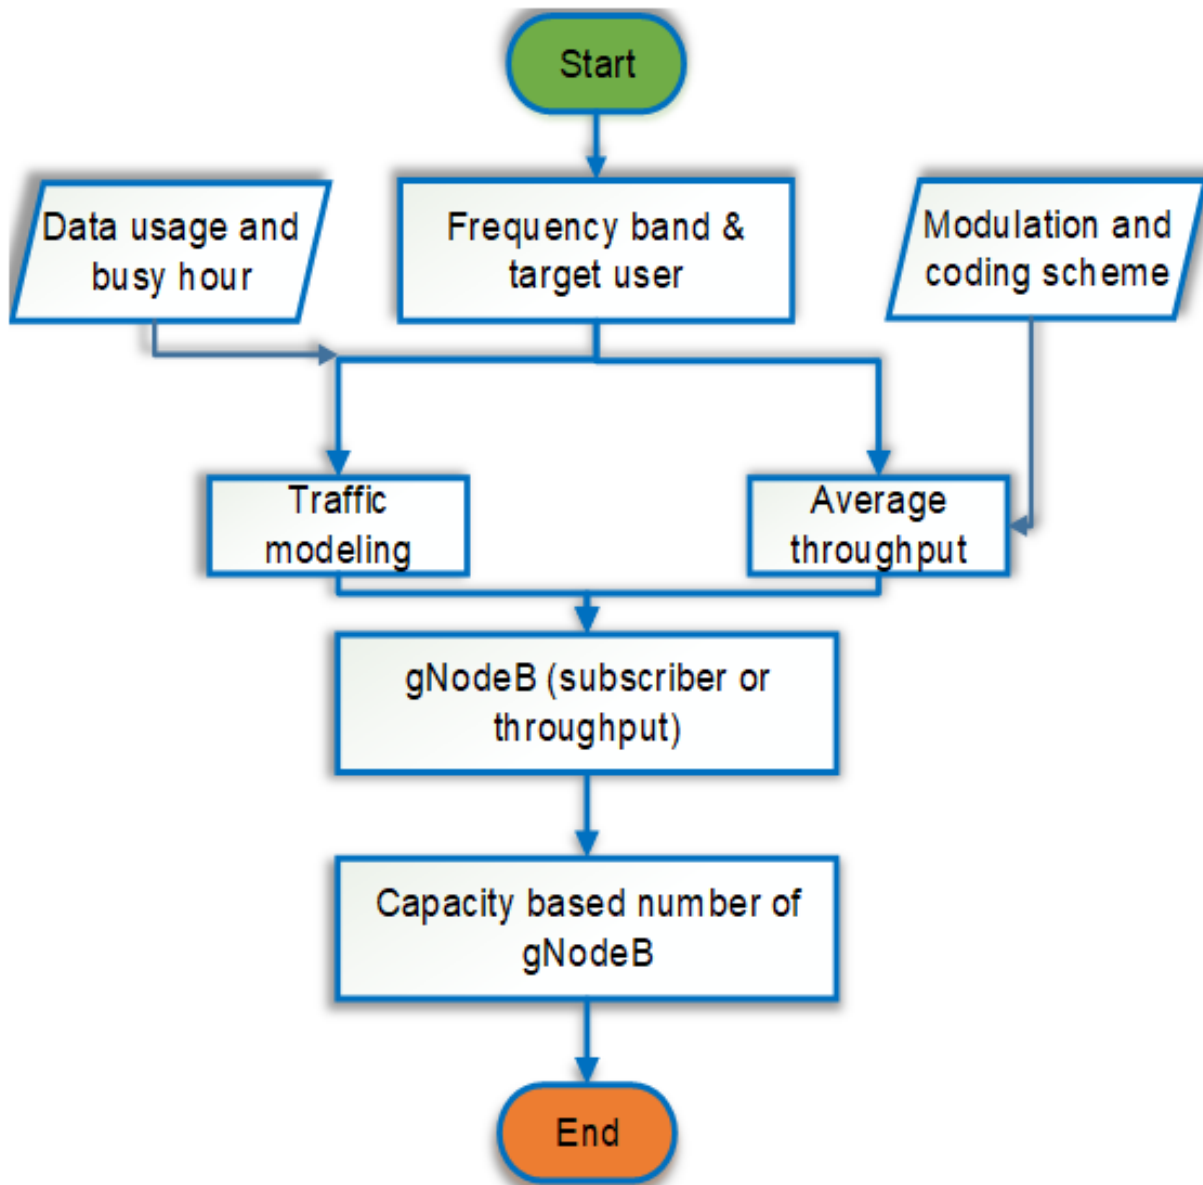 Start
Data usage and
busy hour
Frequency band &
target user
Modulation and
coding scheme
Traffic
modeling
Average
throughput
gNodeB (subscriber or
throughput)
Capacity based number of
gNodeB
End